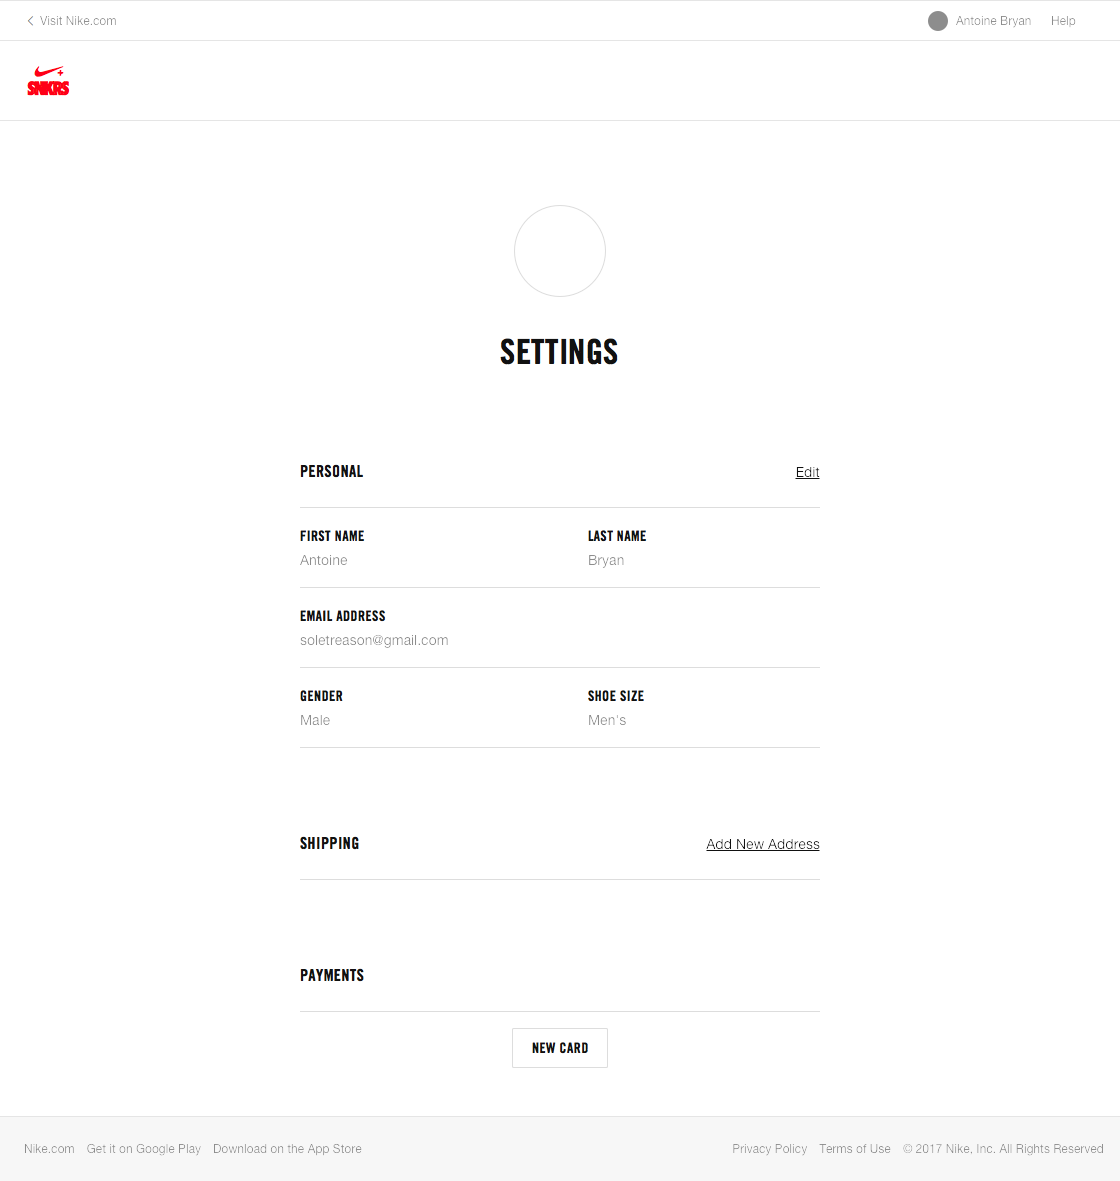 Visit Nike.com
Antoine Bryan Help
SNKRS
SETTINGS
PERSONAL Edit
FIRST NAME LAST NAME
Antoine Bryan
EMAIL ADDRESS
soletreason@gmail.com
GENDER SHOE SIZE
Male Men's
SHIPPING Add New Address
PAYMENTS
NEW CARD
Nike.com Get it on Google Play Download on the App Store
Privacy Policy Terms of Use © 2017 Nike, Inc. All Rights Reserved